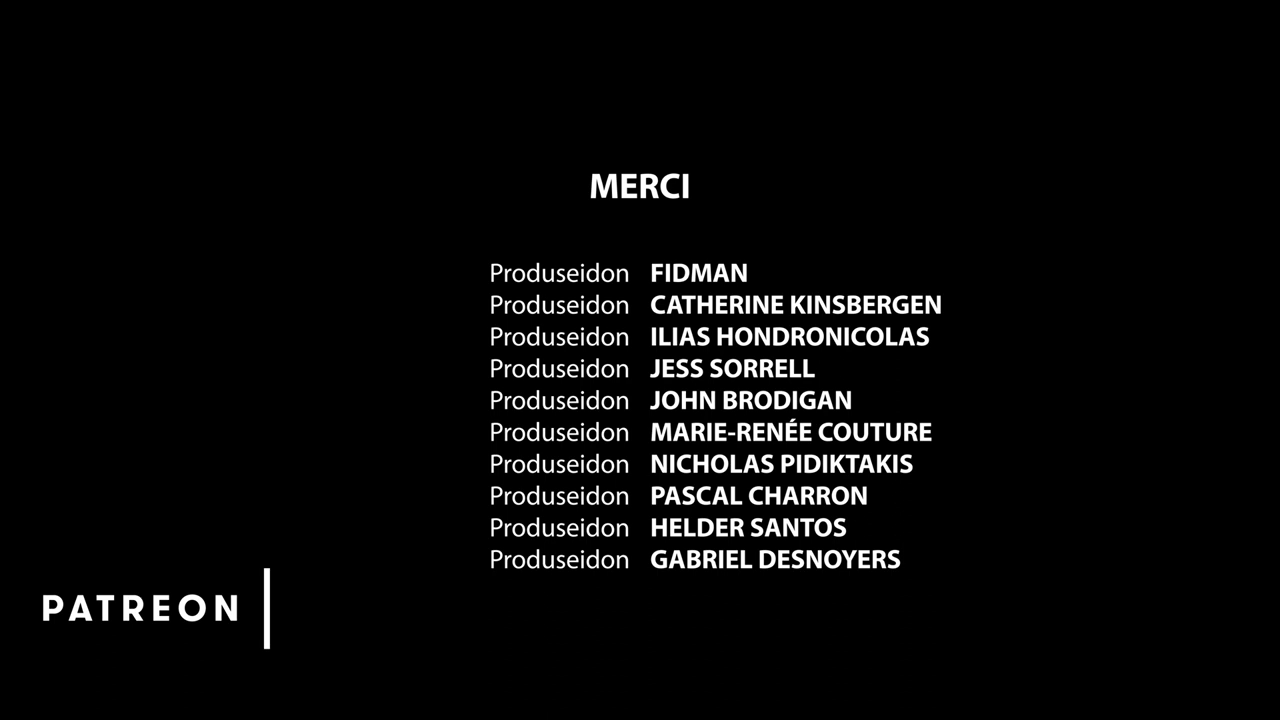 MERCI
Produseidon FIDMAN
Produseidon CATHERINE KINSBERGEN
Produseidon ILIAS HONDRONICOLAS
Produseidon JESS SORRELL
Produseidon JOHN BRODIGAN
Produseidon MARIE-RENÉE COUTURE
Produseidon NICHOLAS PIDIKTAKIS
Produseidon PASCAL CHARRON
Produseidon HELDER SANTOS
Produseidon GABRIEL DESNOYERS
PATREON